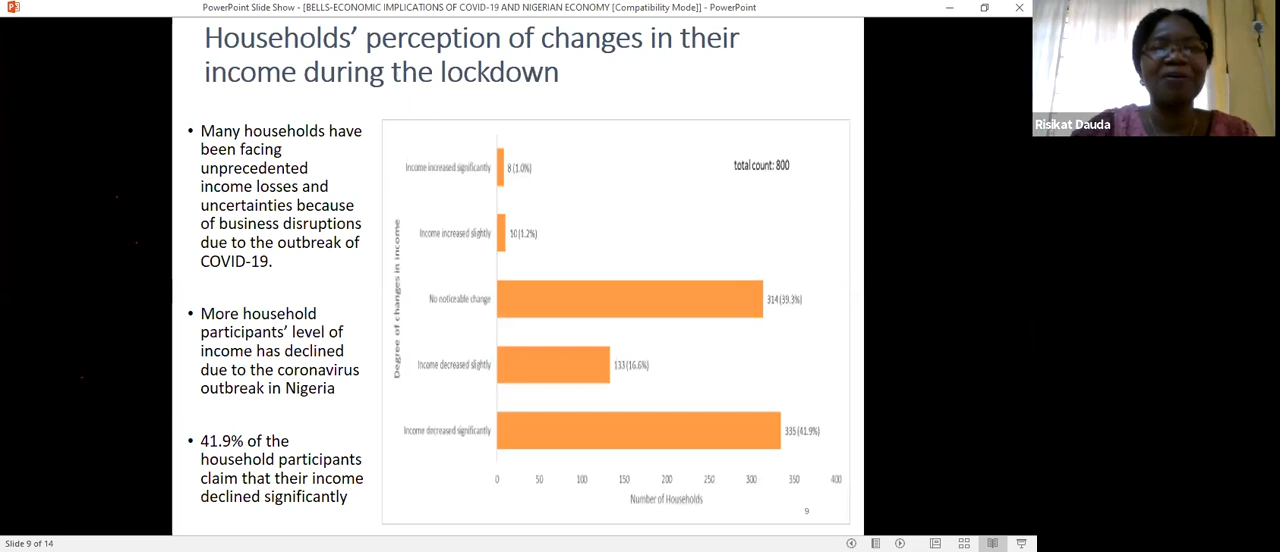 PowerPoint Slide Show - [BELLS-ECONOMIC IMPLICATIONS OF COVID-19 AND NIGERIAN ECONOMY [Compatibility Mode]] - PowerPoint
Households’ perception of changes in their
income during the lockdown
• Many households have
been facing
unprecedented
income losses and
uncertainties because
of business disruptions
due to the outbreak of
COVID-19.
• More household
participants’ level of
income has declined
due to the coronavirus
outbreak in Nigeria
• 41.9% of the
household participants
claim that their income
declined significantly
total count: 800
Degree of changes in income
Income increased significantly 8 (1.0%)
Income increased slightly 10 (1.2%)
No noticeable change 314 (39.3%)
Income decreased slightly 133 (16.6%)
Income decreased significantly 335 (41.9%)
0 50 100 150 200 250 300 350 400
Number of Households
9
Risikat Dauda
Slide 9 of 14